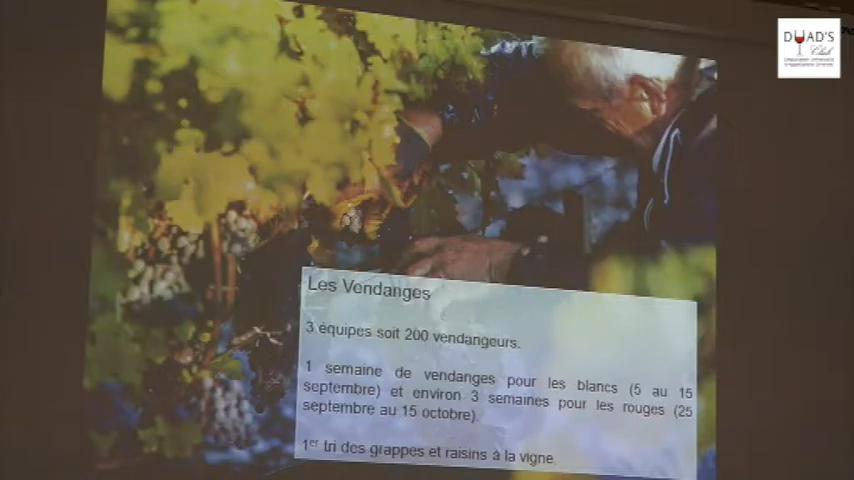 DUAD'S
Club
Les Vendanges
3 équipes soit 200 vendangeurs.
1 semaine de vendanges pour les blancs (5 au 15
septembre) et environ 3 semaines pour les rouges (25
septembre au 15 octobre).
1er tri des grappes et raisins à la vigne.